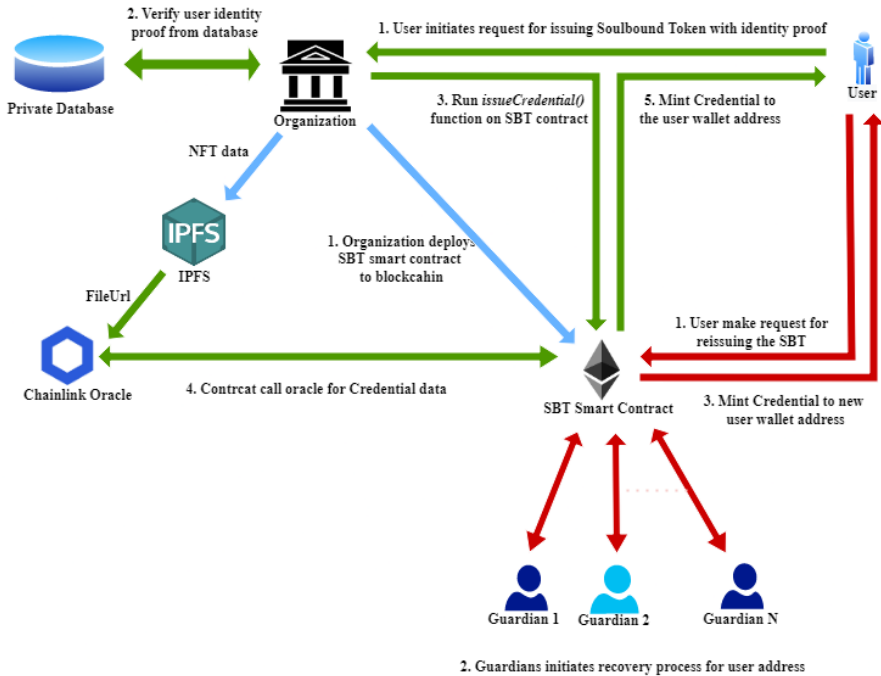 2. Verify user identity
proof from database
1. User initiates request for issuing Soulbound Token with identity proof
Private Database
Organization
3. Run issueCredential()
function on SBT contract
5. Mint Credential to
the user wallet address
User
NFT data
IPFS
IPFS
1. Organization deploys
SBT smart contract
to blockcahin
FileUrl
1. User make request for
reissuing the SBT
Chainlink Oracle
4. Contrcat call oracle for Credential data
SBT Smart Contract
3. Mint Credential to new
user wallet address
Guardian 1
Guardian 2
Guardian N
2. Guardians initiates recovery process for user address